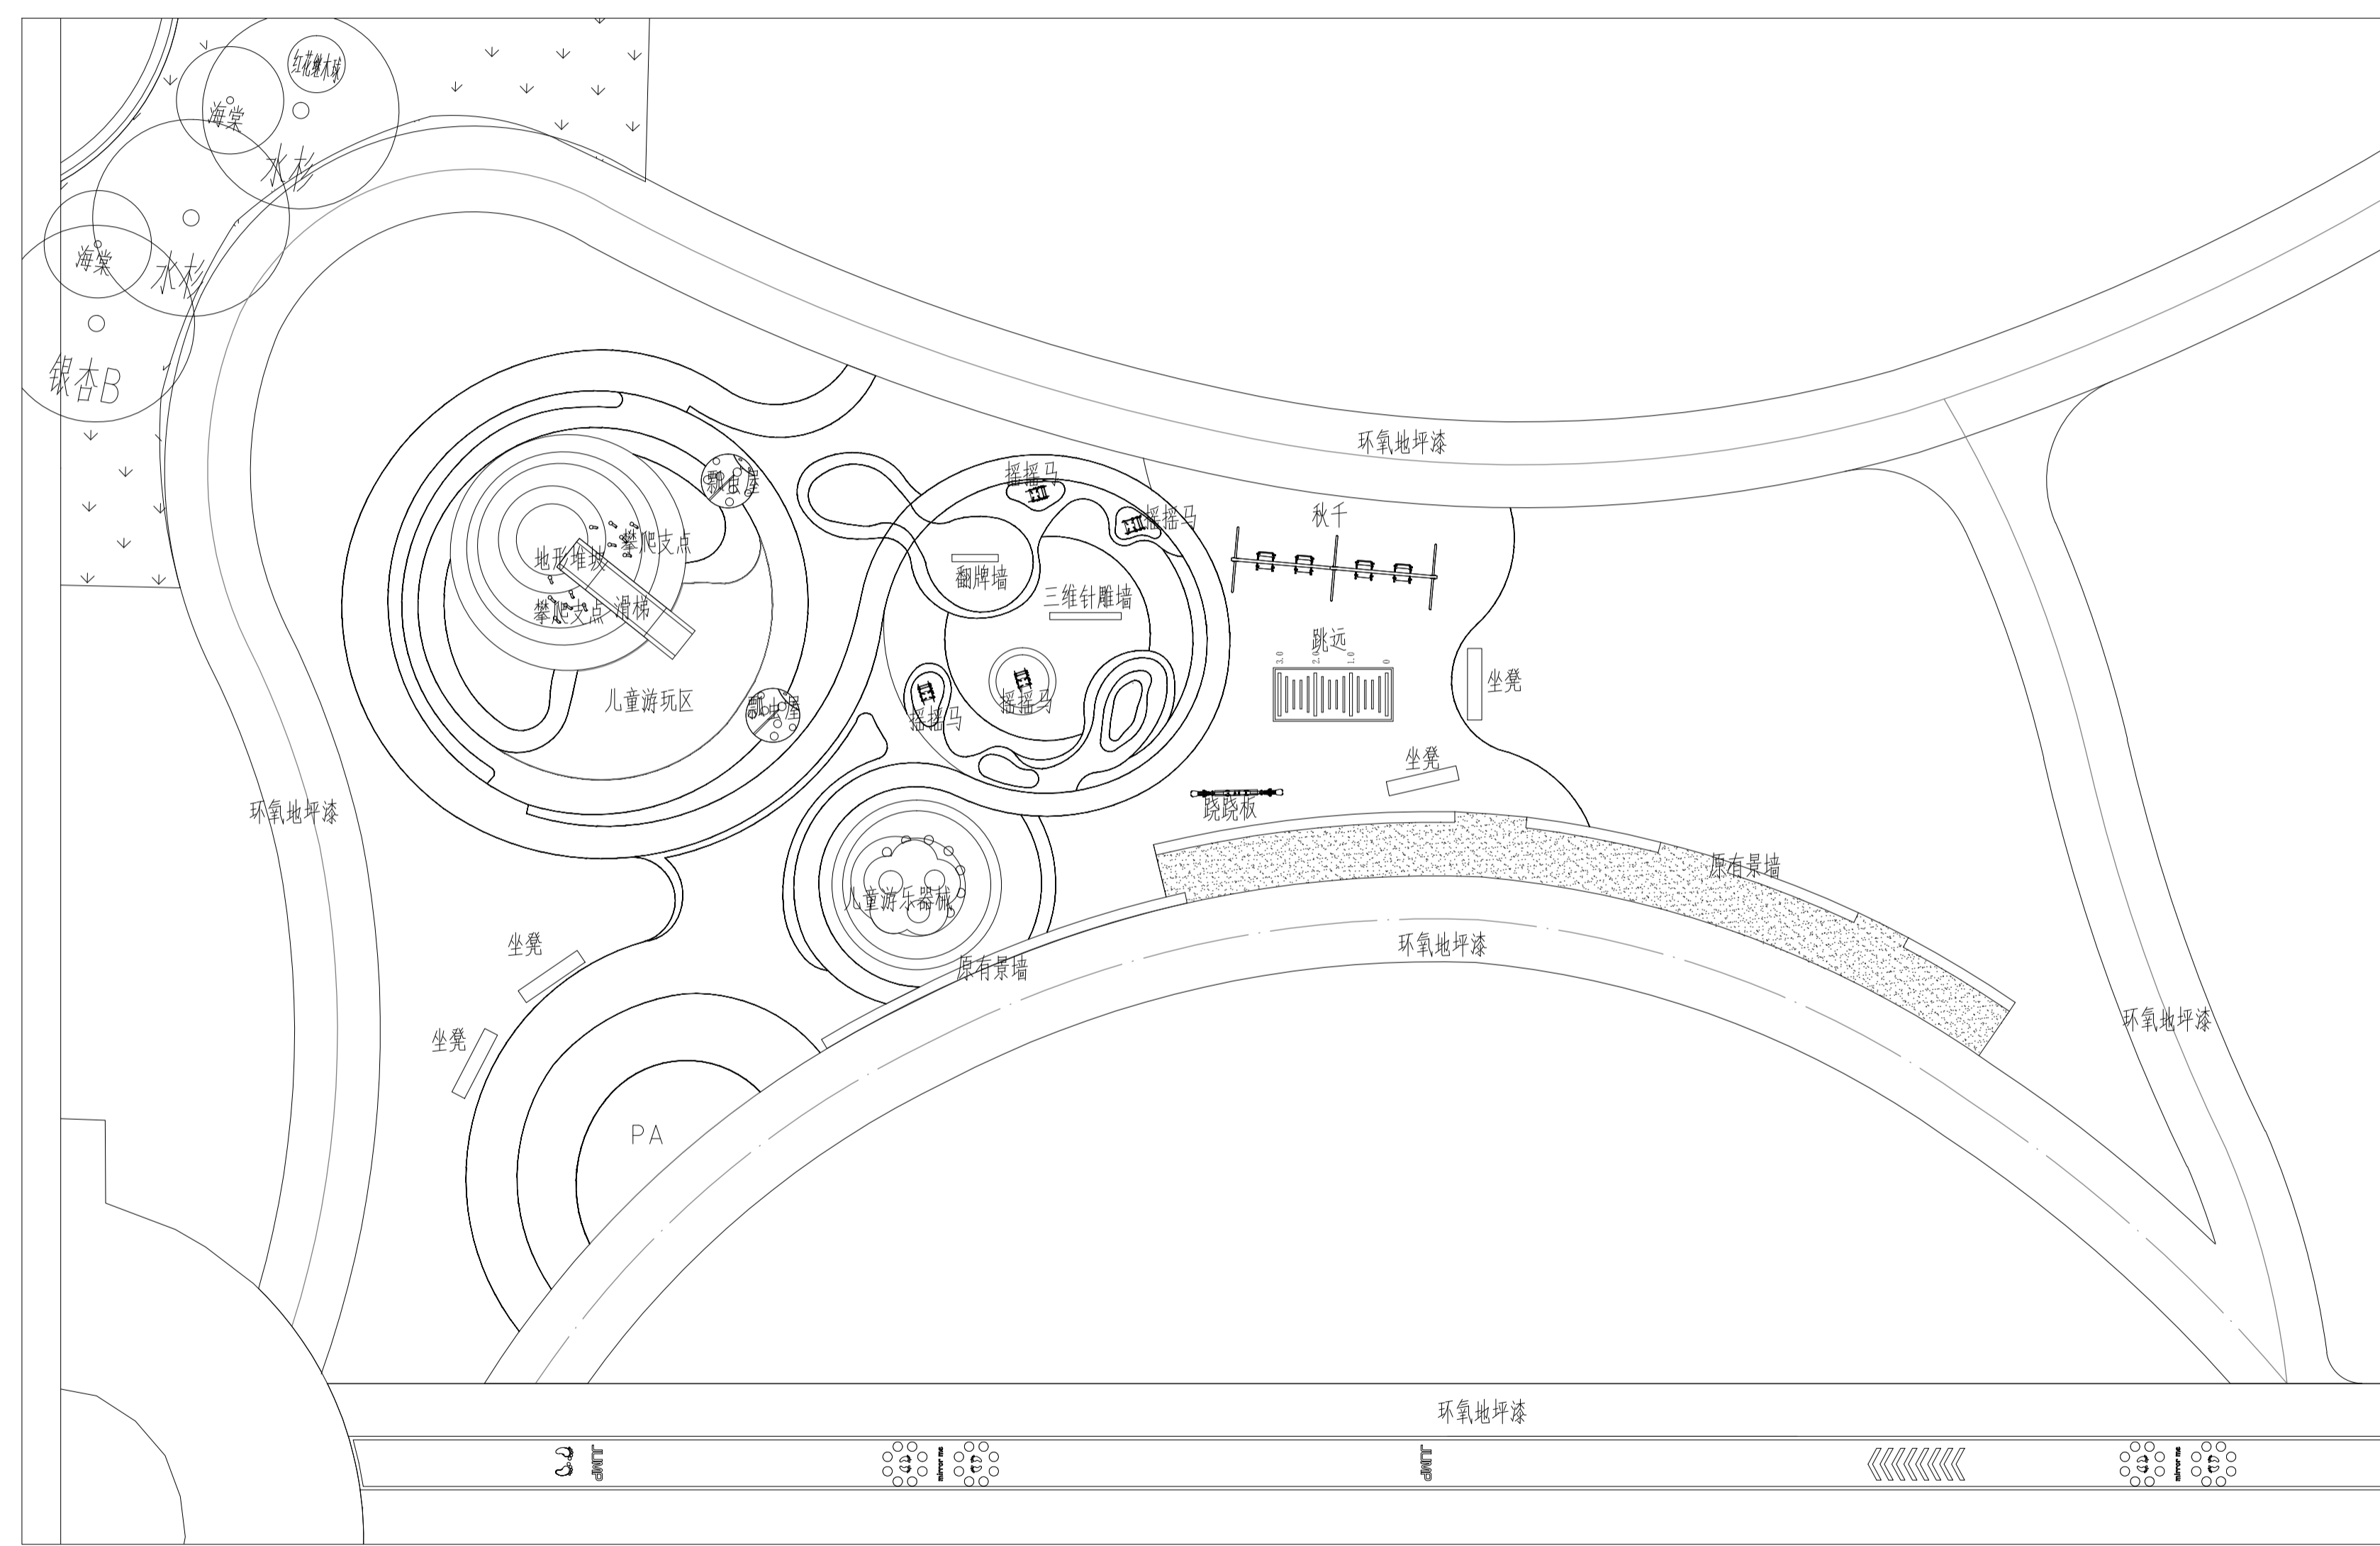 红花继木球
海棠
水杉
海棠
水杉
银杏B
环氧地坪漆
摇摇马
飘虫屋
秋千
摇摇马
攀爬支点
地形堆坡
翻牌墙
三维针雕墙
攀爬支点
滑梯
跳远
3.0
2.0
1.0
0
坐凳
儿童游玩区
飘虫屋
摇摇马
摇摇马
坐凳
环氧地坪漆
跷跷板
原有景墙
儿童游乐器械
坐凳
环氧地坪漆
原有景墙
环氧地坪漆
坐凳
PA
环氧地坪漆
JUMP
mirror me
JUMP
mirror me